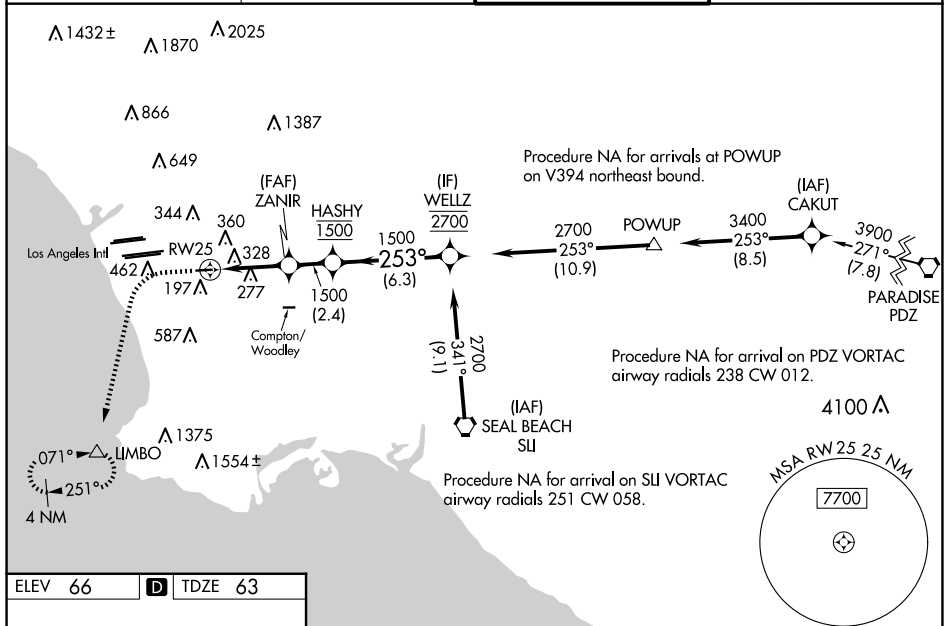 1432 ±
1870
2025
866
1387
649
Procedure NA for arrivals at POWUP
on V394 northeast bound.
(FAF)
ZANIR
HASHY
1500
(IF)
WELLZ
2700
(IAF)
CAKUT
344
360
328
RW25
Los Angeles Intl
462
197
277
1500
253°
(6.3)
1500
(2.4)
2700
253°
(10.9)
POWUP
3400
253°
(8.5)
3900
271°
(7.8)
PARADISE
PDZ
587
Compton/
Woodley
2700
341°
(9.1)
Procedure NA for arrival on PDZ VORTAC
airway radials 238 CW 012.
4100
(IAF)
SEAL BEACH
SLI
1375
1554 ±
071°
LIMBO
251°
4 NM
Procedure NA for arrival on SLI VORTAC
airway radials 251 CW 058.
MSA RW25 25 NM
7700
ELEV 66 D TDZE 63